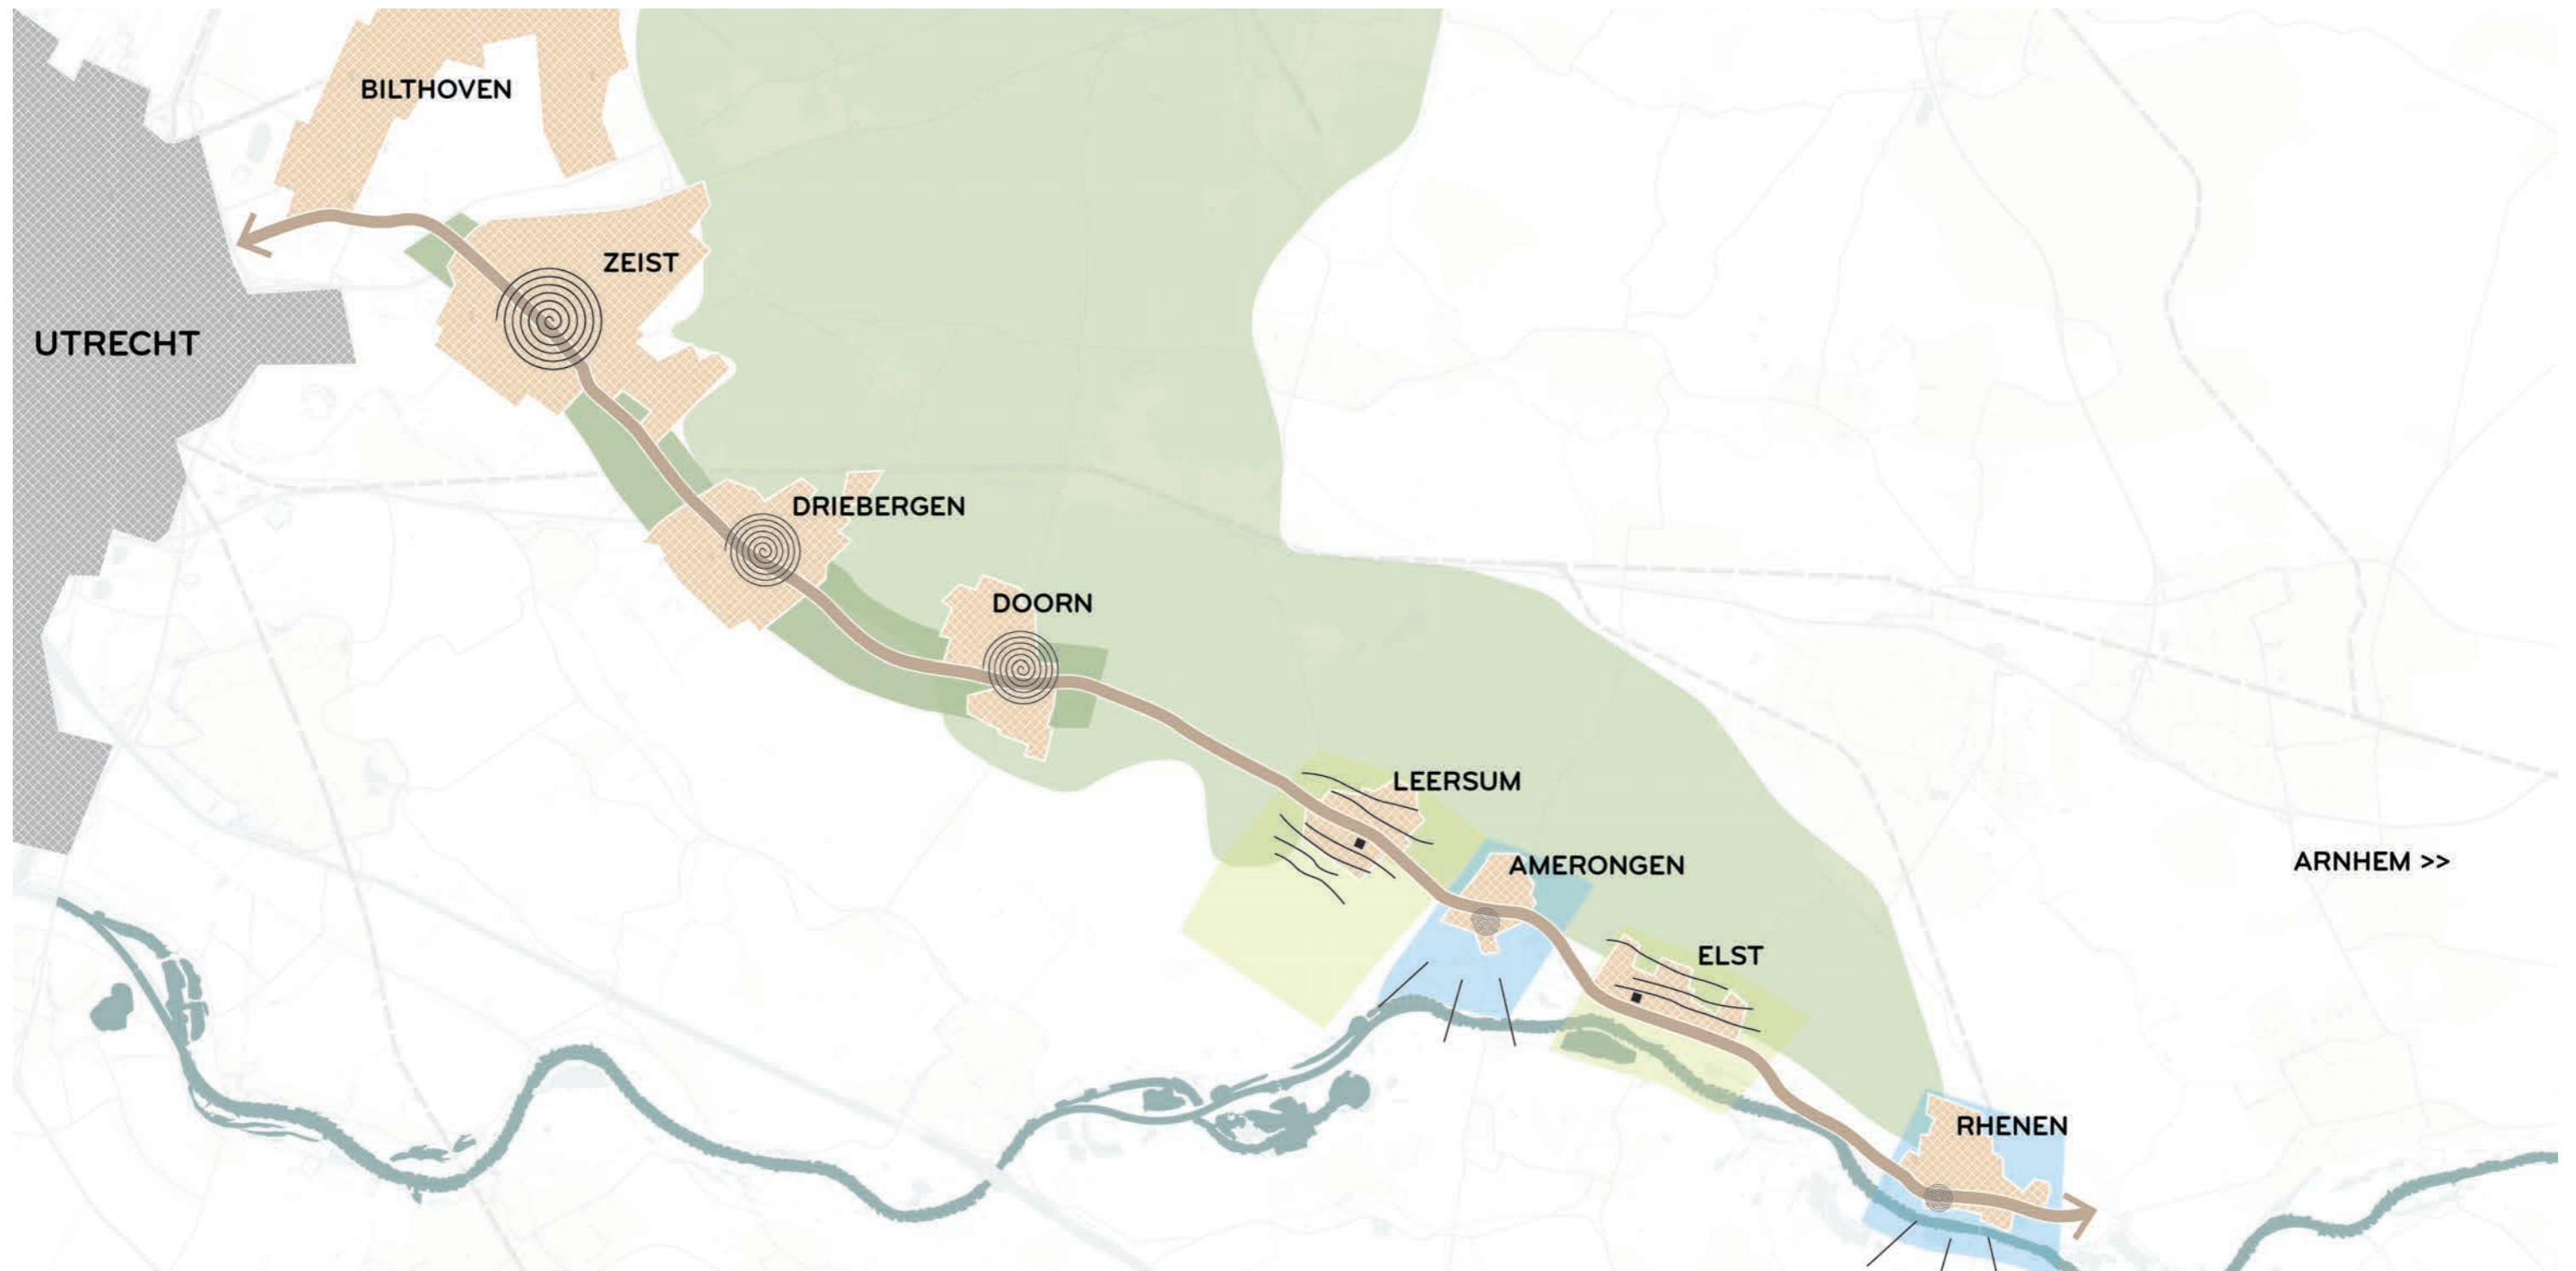 BILTHOVEN
ZEIST
UTRECHT
DRIEBERGEN
DOORN
LEERSUM
AMERONGEN
ARNHEM >>
ELST
RHENEN